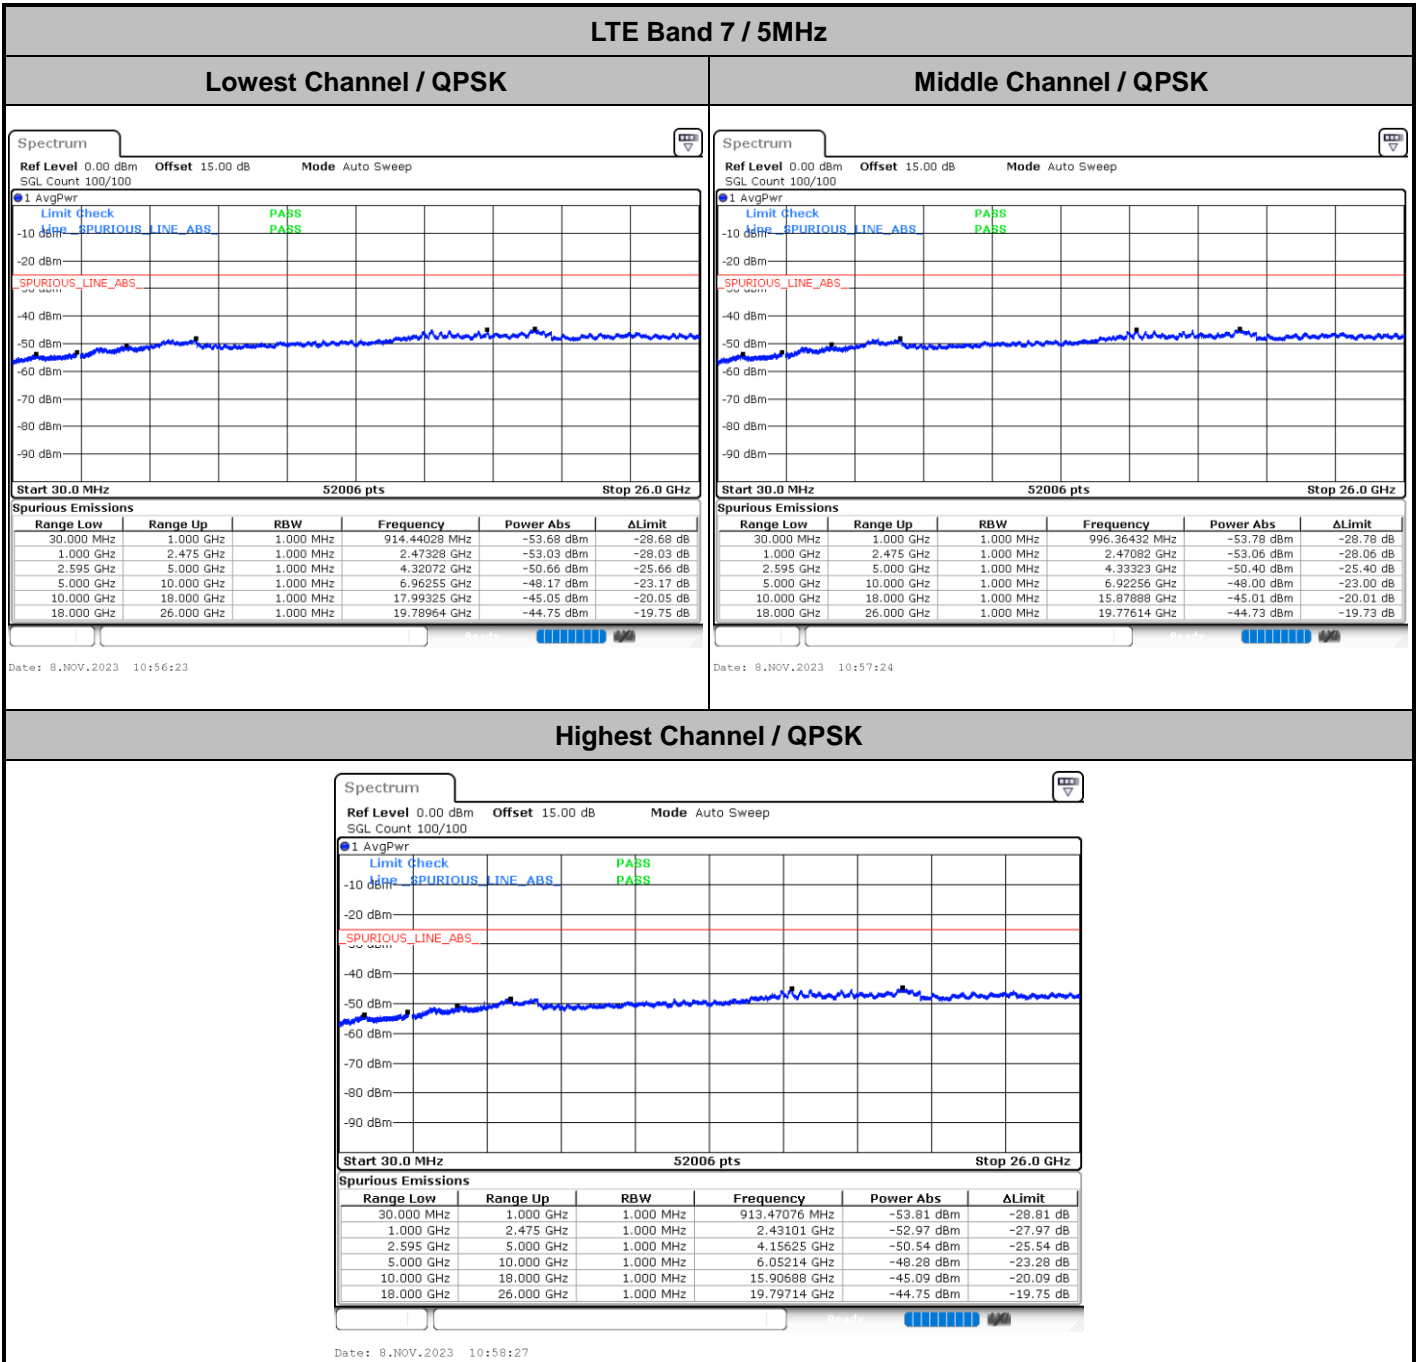 LTE Band 7 / 5MHz
Lowest Channel / QPSK
Middle Channel / QPSK
Spectrum
Ref Level 0.00 dBm Offset 15.00 dB Mode Auto Sweep
SGL Count 100/100
1 AvgPwr
Limit Check PASS
Line _SPURIOUS_LINE_ABS_ PASS
-10 dBm
-20 dBm
_SPURIOUS_LINE_ABS_
-30 dBm
-40 dBm
-50 dBm
-60 dBm
-70 dBm
-80 dBm
-90 dBm
Start 30.0 MHz 52006 pts Stop 26.0 GHz
Spurious Emissions
Range Low Range Up RBW Frequency Power Abs ΔLimit
30.000 MHz 1.000 GHz 1.000 MHz 914.44028 MHz -53.68 dBm -28.68 dB
1.000 GHz 2.475 GHz 1.000 MHz 2.47328 GHz -53.03 dBm -28.03 dB
2.595 GHz 5.000 GHz 1.000 MHz 4.32072 GHz -50.66 dBm -25.66 dB
5.000 GHz 10.000 GHz 1.000 MHz 6.96255 GHz -48.17 dBm -23.17 dB
10.000 GHz 18.000 GHz 1.000 MHz 17.99325 GHz -45.05 dBm -20.05 dB
18.000 GHz 26.000 GHz 1.000 MHz 19.78964 GHz -44.75 dBm -19.75 dB
Ready
Date: 8.NOV.2023 10:56:23
Spectrum
Ref Level 0.00 dBm Offset 15.00 dB Mode Auto Sweep
SGL Count 100/100
1 AvgPwr
Limit Check PASS
Line _SPURIOUS_LINE_ABS_ PASS
-10 dBm
-20 dBm
_SPURIOUS_LINE_ABS_
-30 dBm
-40 dBm
-50 dBm
-60 dBm
-70 dBm
-80 dBm
-90 dBm
Start 30.0 MHz 52006 pts Stop 26.0 GHz
Spurious Emissions
Range Low Range Up RBW Frequency Power Abs ΔLimit
30.000 MHz 1.000 GHz 1.000 MHz 996.36432 MHz -53.78 dBm -28.78 dB
1.000 GHz 2.475 GHz 1.000 MHz 2.47082 GHz -53.06 dBm -28.06 dB
2.595 GHz 5.000 GHz 1.000 MHz 4.33323 GHz -50.40 dBm -25.40 dB
5.000 GHz 10.000 GHz 1.000 MHz 6.92256 GHz -48.00 dBm -23.00 dB
10.000 GHz 18.000 GHz 1.000 MHz 15.87888 GHz -45.01 dBm -20.01 dB
18.000 GHz 26.000 GHz 1.000 MHz 19.77614 GHz -44.73 dBm -19.73 dB
Ready
Date: 8.NOV.2023 10:57:24
Highest Channel / QPSK
Spectrum
Ref Level 0.00 dBm Offset 15.00 dB Mode Auto Sweep
SGL Count 100/100
1 AvgPwr
Limit Check PASS
Line _SPURIOUS_LINE_ABS_ PASS
-10 dBm
-20 dBm
_SPURIOUS_LINE_ABS_
-30 dBm
-40 dBm
-50 dBm
-60 dBm
-70 dBm
-80 dBm
-90 dBm
Start 30.0 MHz 52006 pts Stop 26.0 GHz
Spurious Emissions
Range Low Range Up RBW Frequency Power Abs ΔLimit
30.000 MHz 1.000 GHz 1.000 MHz 913.47076 MHz -53.81 dBm -28.81 dB
1.000 GHz 2.475 GHz 1.000 MHz 2.43101 GHz -52.97 dBm -27.97 dB
2.595 GHz 5.000 GHz 1.000 MHz 4.15625 GHz -50.54 dBm -25.54 dB
5.000 GHz 10.000 GHz 1.000 MHz 6.05214 GHz -48.28 dBm -23.28 dB
10.000 GHz 18.000 GHz 1.000 MHz 15.90688 GHz -45.09 dBm -20.09 dB
18.000 GHz 26.000 GHz 1.000 MHz 19.79714 GHz -44.75 dBm -19.75 dB
Ready
Date: 8.NOV.2023 10:58:27